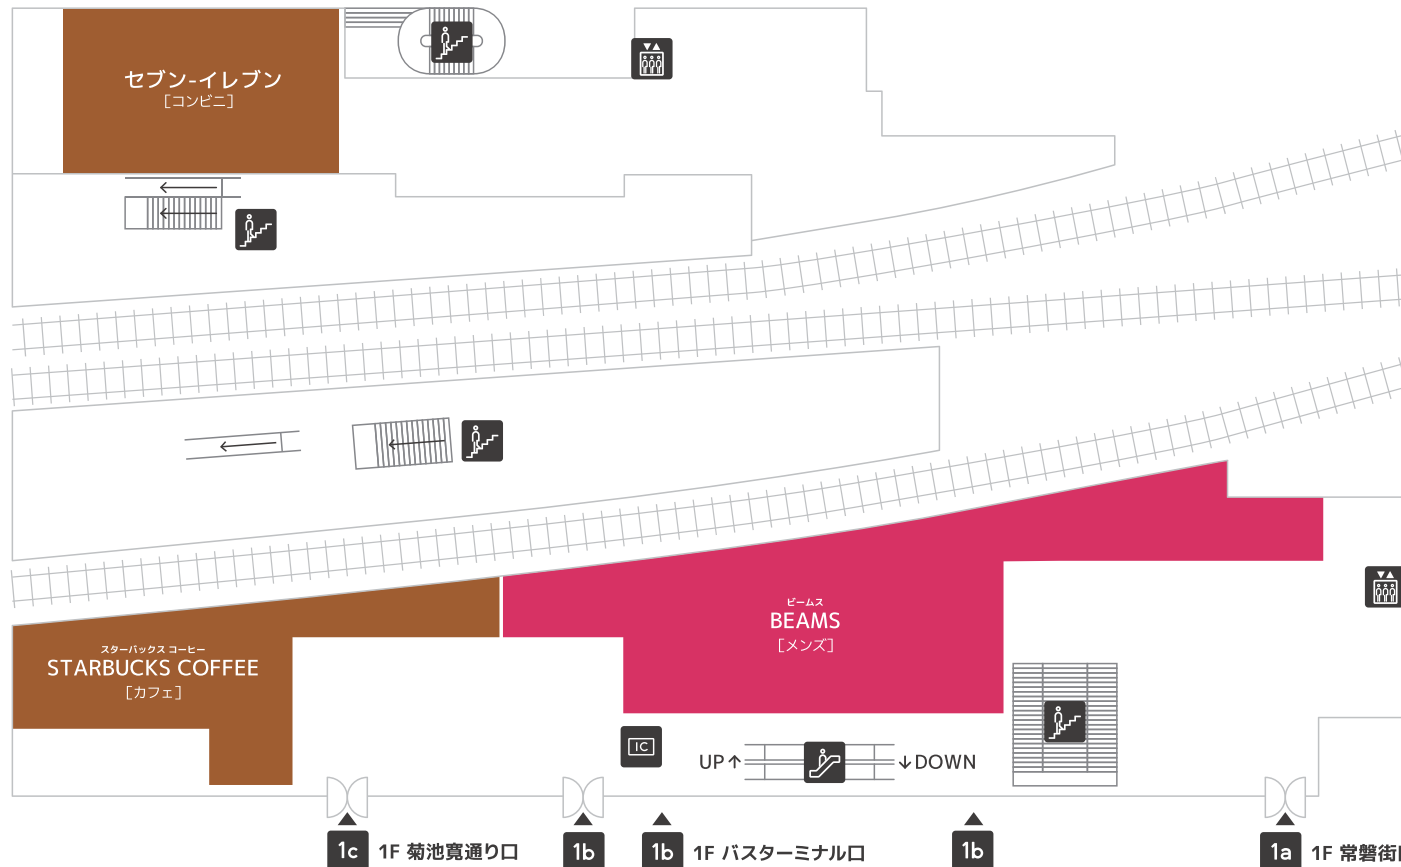 セブン-イレブン
[コンビニ]
ビームス
BEAMS
[メンズ]
スターバックス コーヒー
STARBUCKS COFFEE
[カフェ]
IC
UP↑
↓DOWN
1c 1F 菊池寛通り口
1b
1b 1F バスターミナル口
1b
1a 1F 常磐街